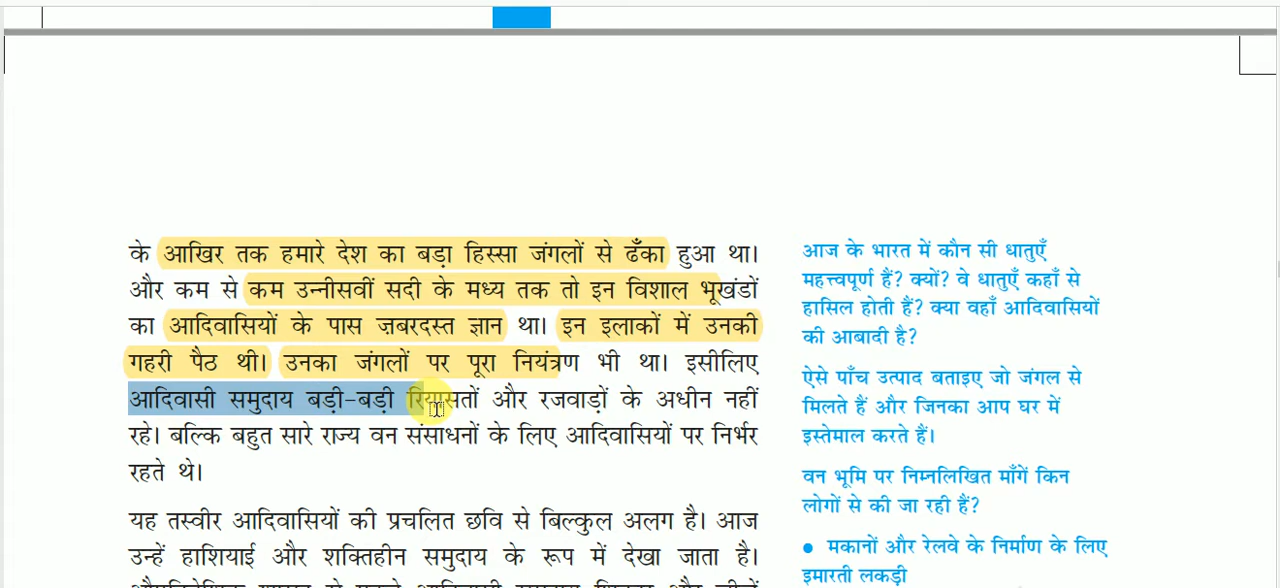 के आखिर तक हमारे देश का बड़ा हिस्सा जंगलों से ढँका हुआ था।
और कम से कम उन्नीसवीं सदी के मध्य तक तो इन विशाल भूखंडों
का आदिवासियों के पास जबरदस्त ज्ञान था। इन इलाकों में उनकी
गहरी पैठ थी। उनका जंगलों पर पूरा नियंत्रण भी था। इसीलिए
आदिवासी समुदाय बड़ी-बड़ी रियासतों और रजवाड़ों के अधीन नहीं
रहे। बल्कि बहुत सारे राज्य वन संसाधनों के लिए आदिवासियों पर निर्भर
रहते थे।
यह तस्वीर आदिवासियों की प्रचलित छवि से बिल्कुल अलग है। आज
उन्हें हाशियाई और शक्तिहीन समुदाय के रूप में देखा जाता है।
आज के भारत में कौन सी धातुएँ
महत्त्वपूर्ण हैं? क्यों? वे धातुएँ कहाँ से
हासिल होती हैं? क्या वहाँ आदिवासियों
की आबादी है?
ऐसे पाँच उत्पाद बताइए जो जंगल से
मिलते हैं और जिनका आप घर में
इस्तेमाल करते हैं।
वन भूमि पर निम्नलिखित माँगें किन
लोगों से की जा रही हैं?
● मकानों और रेलवे के निर्माण के लिए
इमारती लकड़ी